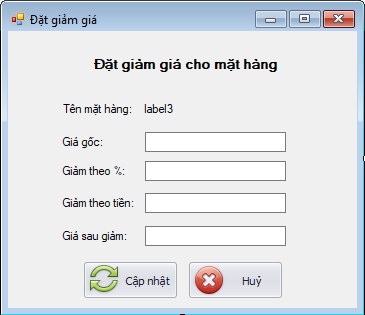 Đặt giảm giá
Đặt giảm giá cho mặt hàng
Tên mặt hàng: label3
Giá gốc:
Giảm theo %:
Giảm theo tiền:
Giá sau giảm:
Cập nhật Huỷ